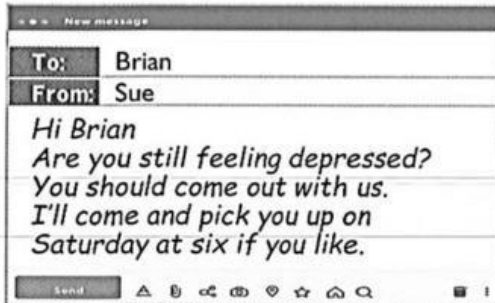 New message
To: Brian
From: Sue
Hi Brian
Are you still feeling depressed?
You should come out with us.
I'll come and pick you up on
Saturday at six if you like.
Send